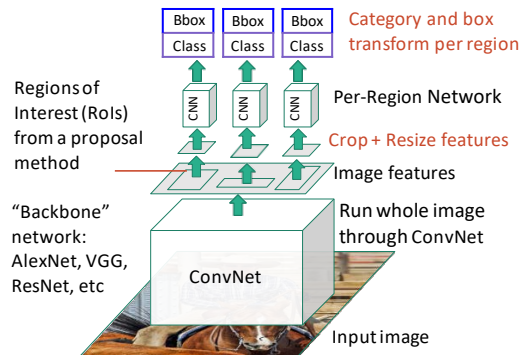 Bbox Bbox Bbox
Class Class Class
Category and box
transform per region
Regions of
Interest (RoIs)
from a proposal
method
CNN CNN CNN
Per-Region Network
Crop + Resize features
Image features
"Backbone"
network:
AlexNet, VGG,
ResNet, etc
Run whole image
through ConvNet
ConvNet
Input image